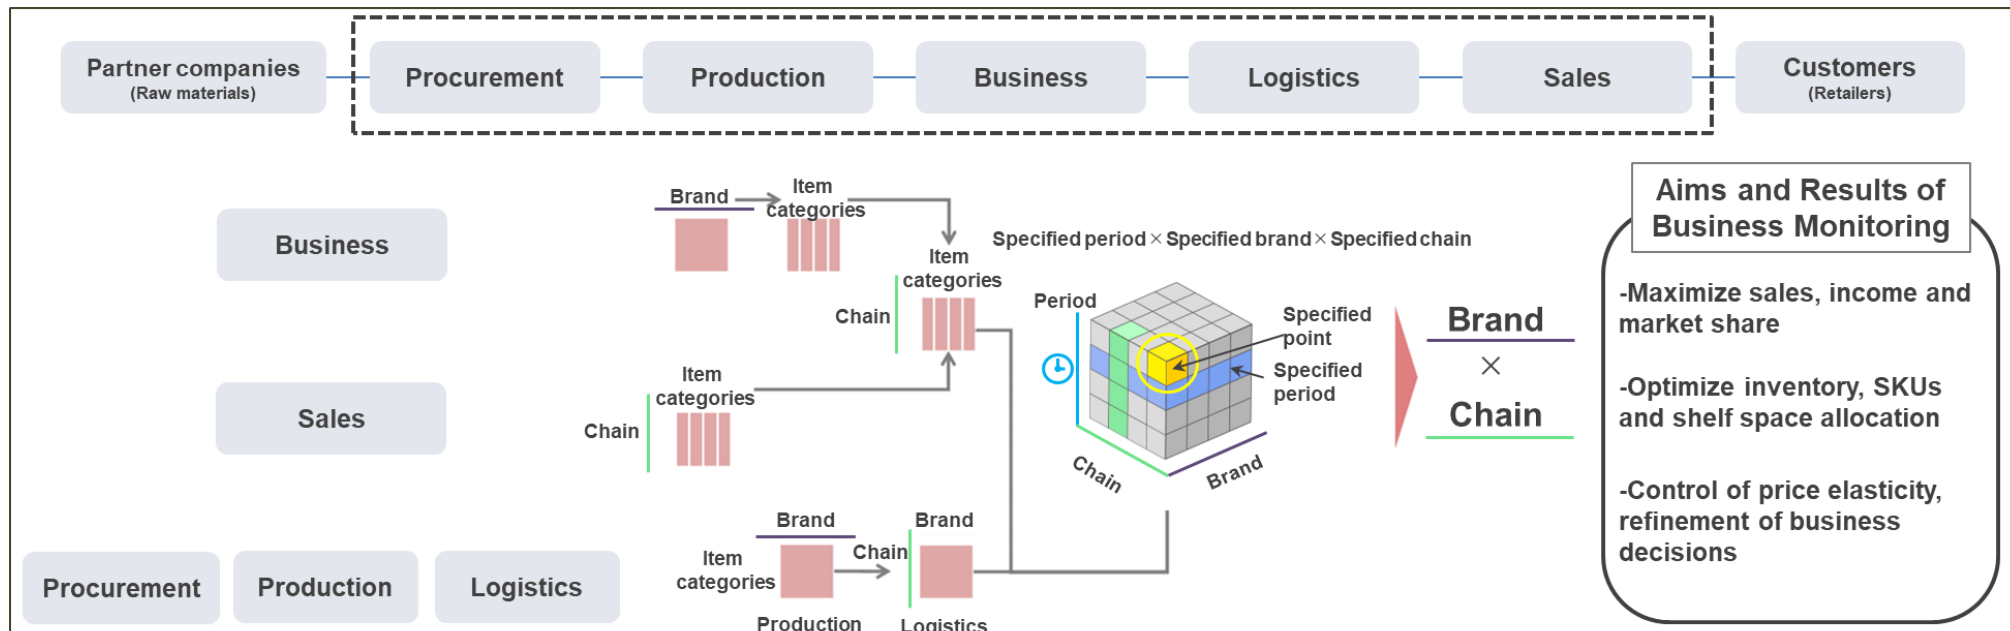 Partner companies
(Raw materials)
Procurement
Production
Business
Logistics
Sales
Customers
(Retailers)
Business
Brand
Item
categories
Item
categories
Chain
Sales
Item
categories
Chain
Specified period×Specified brand×Specified chain
Period
Specified
point
Specified
period
Chain
Brand
Brand
×
Chain
Aims and Results of
Business Monitoring
-Maximize sales, income and
market share
-Optimize inventory, SKUs
and shelf space allocation
-Control of price elasticity,
refinement of business
decisions
Procurement
Production
Logistics
Brand
Item
categories
Production
Chain
Brand
Logistics